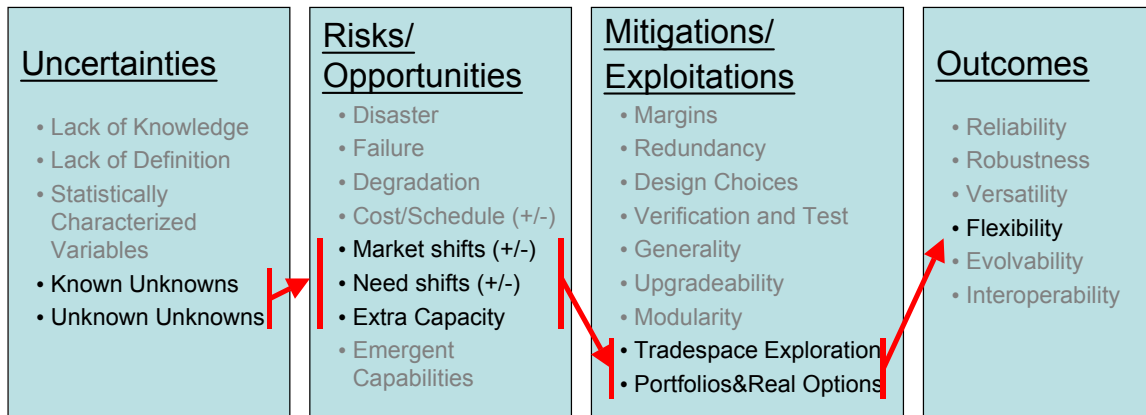 Uncertainties
• Lack of Knowledge
• Lack of Definition
• Statistically
Characterized
Variables
• Known Unknowns
• Unknown Unknowns
Risks/
Opportunities
• Disaster
• Failure
• Degradation
• Cost/Schedule (+/-)
• Market shifts (+/-)
• Need shifts (+/-)
• Extra Capacity
• Emergent
Capabilities
Mitigations/
Exploitations
• Margins
• Redundancy
• Design Choices
• Verification and Test
• Generality
• Upgradeability
• Modularity
• Tradespace Exploration
• Portfolios&Real Options
Outcomes
• Reliability
• Robustness
• Versatility
• Flexibility
• Evolvability
• Interoperability